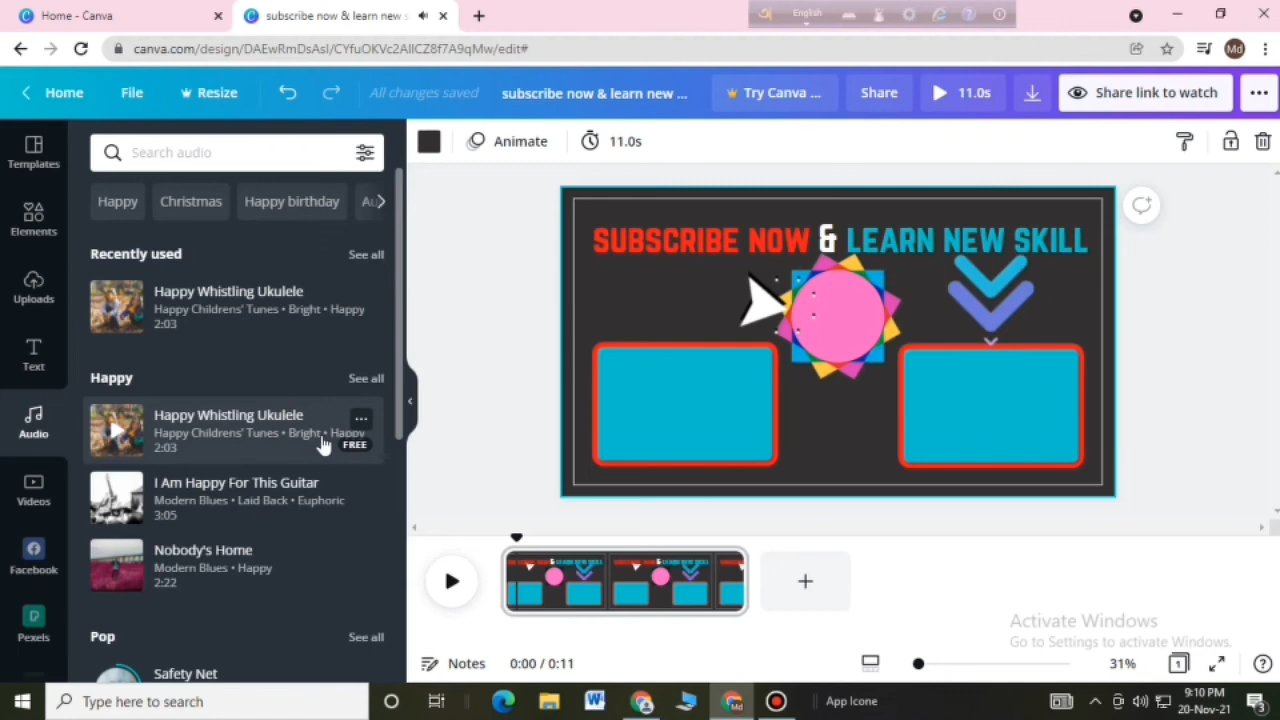 Home - Canva
subscribe now & learn new s
English
canva.com/design/DAEwRmDsAsI/CYfuOKVc2AIICZ8f7A9qMw/edit#
Md
Home
File
Resize
All changes saved
subscribe now & learn new ...
Try Canva ...
Share
11.0s
Share link to watch
Templates
Elements
Uploads
Text
Audio
Videos
Facebook
Pexels
Search audio
Happy
Christmas
Happy birthday
Au
Recently used
See all
Happy Whistling Ukulele
Happy Childrens' Tunes • Bright • Happy
2:03
Happy
See all
Happy Whistling Ukulele
Happy Childrens' Tunes • Bright • Happy
2:03
FREE
I Am Happy For This Guitar
Modern Blues • Laid Back • Euphoric
3:05
Nobody's Home
Modern Blues • Happy
2:22
Pop
See all
Safety Net
Animate
11.0s
SUBSCRIBE NOW & LEARN NEW SKILL
Activate Windows
Go to Settings to activate Windows.
Notes
0:00 / 0:11
31%
1
Type here to search
App Icone
9:10 PM
20-Nov-21
3